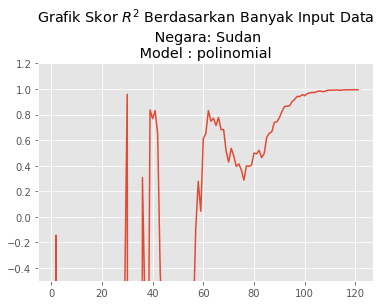 Grafik Skor $R^2$ Berdasarkan Banyak Input Data
Negara: Sudan
Model : polinomial
1.2
1.0
0.8
0.6
0.4
0.2
0.0
−0.2
−0.4
0 20 40 60 80 100 120